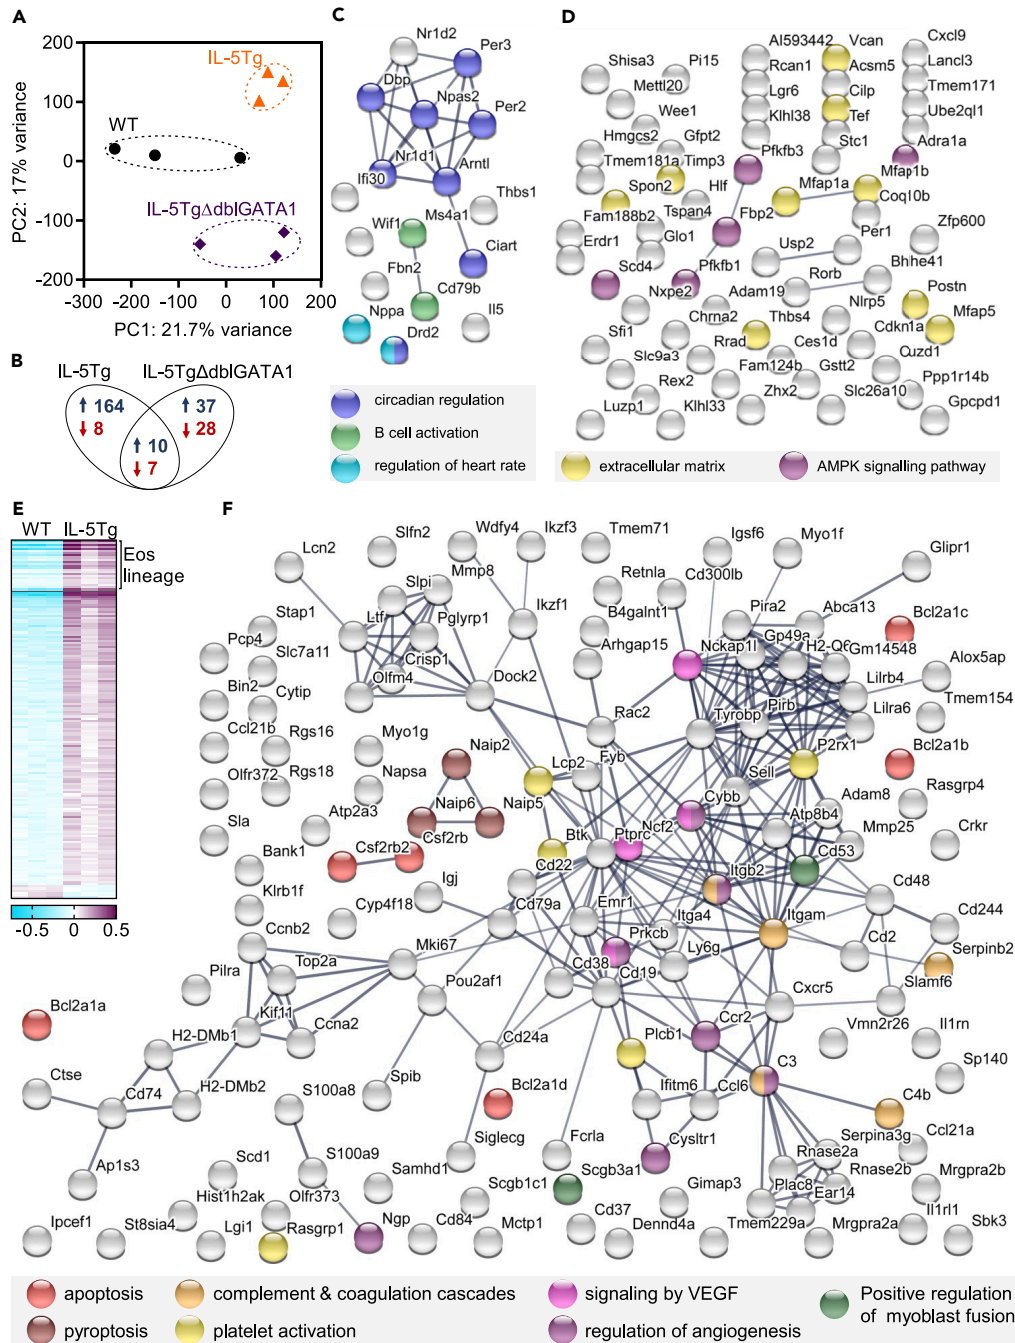 A
200
100
0
-100
-200
-300
-200
-100
0
100
200
PC2: 17% variance
PC1: 21.7% variance
IL-5Tg
WT
IL-5TgΔdblGATA1
B
IL-5Tg
IL-5TgΔdblGATA1
↑ 164
↓ 8
↑ 10
↓ 7
↑ 37
↓ 28
C
Nr1d2
Per3
Dbp
Npas2
Per2
Nr1d1
Arntl
Ifi30
Thbs1
Wif1
Ms4a1
Ciart
Fbn2
Cd79b
Nppa
Il5
Drd2
circadian regulation
B cell activation
regulation of heart rate
D
Shisa3
Pi15
Mettl20
Wee1
Hmgcs2
Gfpt2
Tmem181a
Timp3
Spon2
Hlf
Fam188b2
Tspan4
Erdr1
Glo1
Scd4
Pfkfb1
Nxpe2
AI593442
Rcan1
Lgr6
Klhl38
Pfkfb3
Fbp2
Vcan
Acsm5
Cilp
Tef
Stc1
Cxcl9
Lancl3
Tmem171
Ube2ql1
Adra1a
Mfap1b
Mfap1a
Coq10b
Per1
Zfp600
Usp2
Bhhe41
Rorb
Adam19
Nlrp5
Postn
Chrna2
Thbs4
Mfap5
Cdkn1a
Sfi1
Rrad
Ces1d
Cuzd1
Slc9a3
Fam124b
Gstt2
Rex2
Zhx2
Slc26a10
Ppp1r14b
Luzp1
Klhl33
Gpcpd1
extracellular matrix
AMPK signalling pathway
E
WT
IL-5Tg
Eos
lineage
-0.5
0
0.5
F
Lcn2
Slfn2
Wdfy4
Ikzf3
Tmem71
Igsf6
Myo1f
Glipr1
Slpi
Mmp8
Retnla
Cd300lb
Stap1
Ltf
Pglyrp1
Ikzf1
B4galnt1
Pira2
Abca13
Bcl2a1c
Pcp4
Slc7a11
Crisp1
Arhgap15
Nckap1l
Gp49a
H2-Q6
Gm14548
Bin2
Cytip
Olfm4
Dock2
Lilrb4
Alox5ap
Tmem154
Ccl21b
Rgs16
Myo1g
Rac2
Tyrobp
Pirb
Lilra6
Olfr372
Rgs18
Napsa
Naip2
Lcp2
Fyb
Sell
P2rx1
Bcl2a1b
Sla
Atp2a3
Naip6
Naip5
Cybb
Adam8
Rasgrp4
Bank1
Csf2rb2
Csf2rb
Btk
Ptprc
Ncf2
Atp8b4
Mmp25
Crkr
Klrb1f
Igj
Cd22
Itgb2
Cd53
Cyp4f18
Cd79a
Emr1
Itga4
Itgam
Cd48
Cd244
Ccnb2
Mki67
Prkcb
Ly6g
Cd2
Serpinb2
Pilra
Top2a
Cd38
Cd19
Slamf6
Bcl2a1a
Kif11
Ccna2
Pou2af1
Cxcr5
H2-DMb1
Cd24a
Plcb1
Ccr2
Vmn2r26
Il1rn
Ctse
Cd74
H2-DMb2
S100a8
Spib
Bcl2a1d
Ifitm6
Ccl6
C3
Sp140
C4b
Ap1s3
Scd1
S100a9
Siglecg
Fcrla
Cysltr1
Serpina3g
Ccl21a
Hist1h2ak
Samhd1
Scgb3a1
Rnase2a
Rnase2b
Mrgpra2b
Olfr373
Scgb1c1
Gimap3
Plac8
Ear14
Ipcef1
St8sia4
Lgi1
Rasgrp1
Ngp
Cd84
Mctp1
Cd37
Dennd4a
Tmem229a
Mrgpra2a
Il1rl1
Sbk3
apoptosis
complement & coagulation cascades
signaling by VEGF
Positive regulation
of myoblast fusion
pyroptosis
platelet activation
regulation of angiogenesis